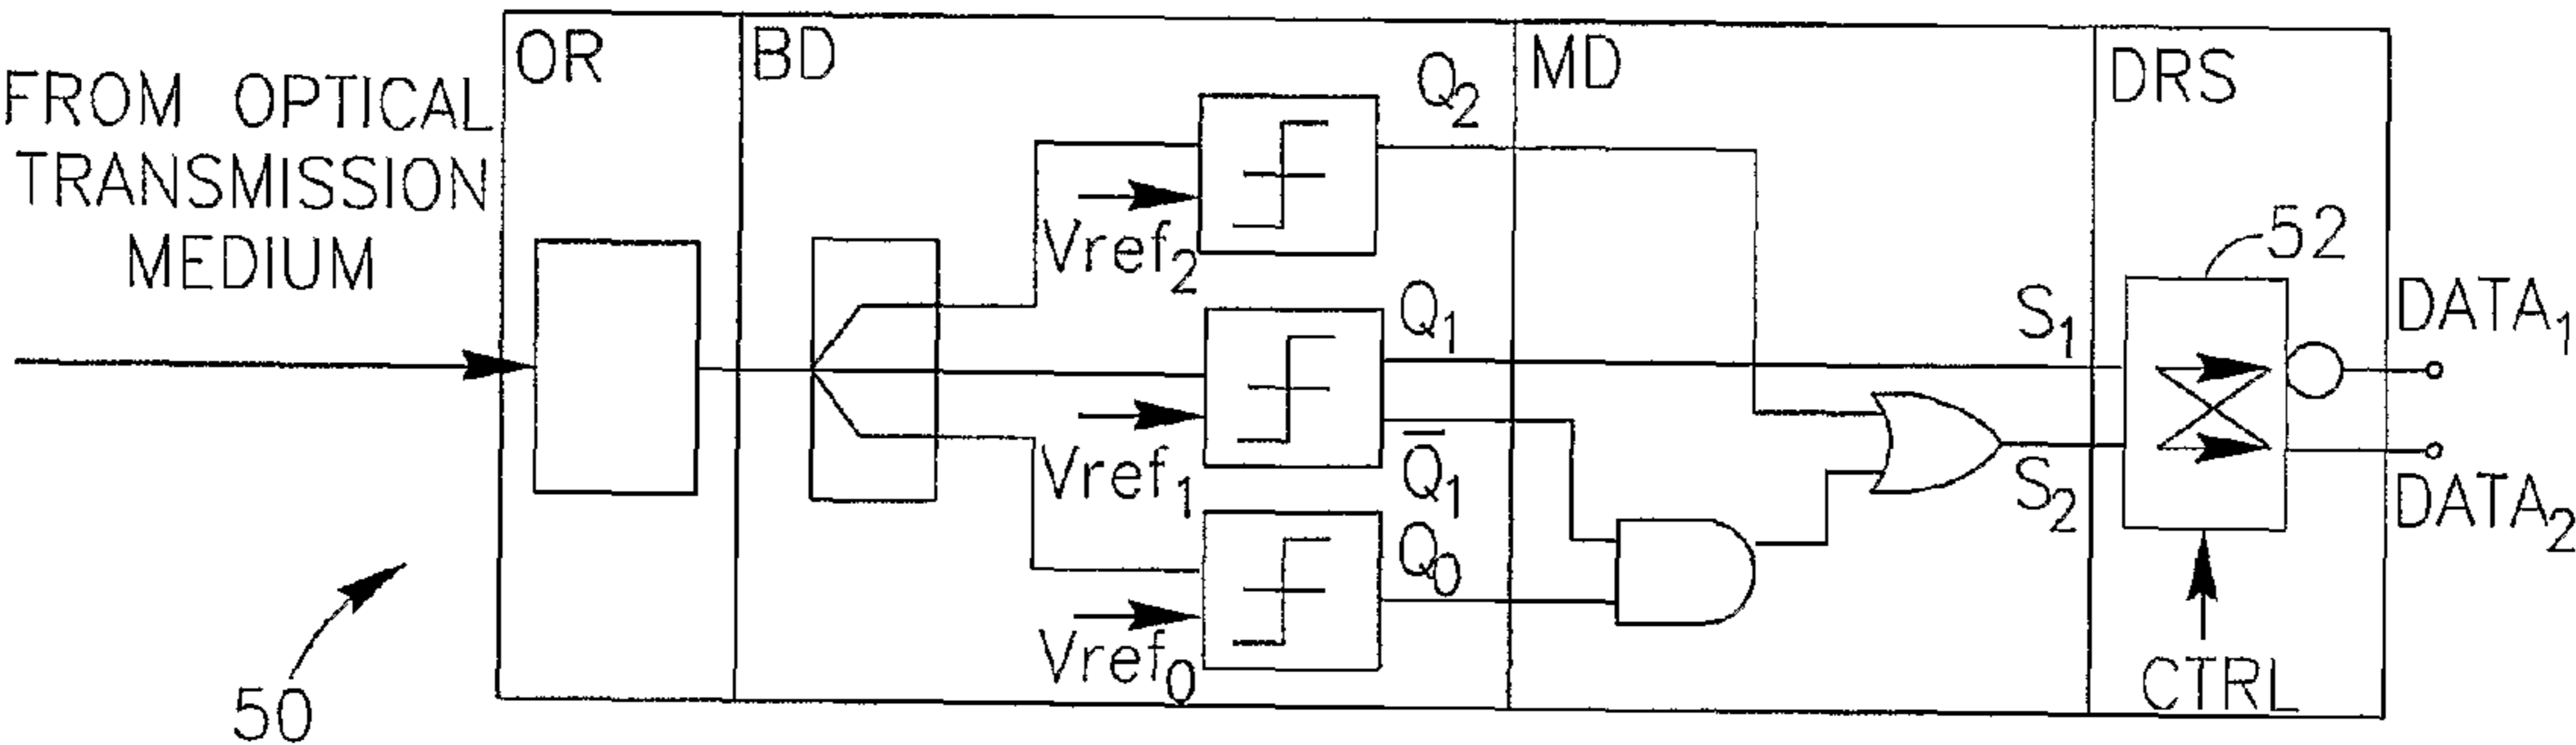 FROM OPTICAL
TRANSMISSION
MEDIUM
50
OR
BD
Q2
Vref2
Q1
Vref1
Q̅1
Q0
Vref0
MD
S1
S2
DRS
52
DATA1
DATA2
CTRL